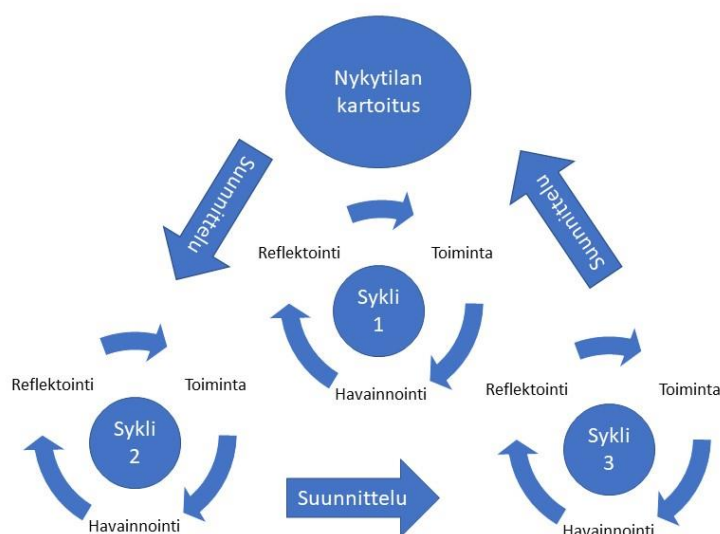 Nykytilan
kartoitus
Suunnittelu
Suunnittelu
Reflektointi
Toiminta
Sykli
1
Havainnointi
Reflektointi
Toiminta
Sykli
2
Havainnointi
Suunnittelu
Reflektointi
Toiminta
Sykli
3
Havainnointi